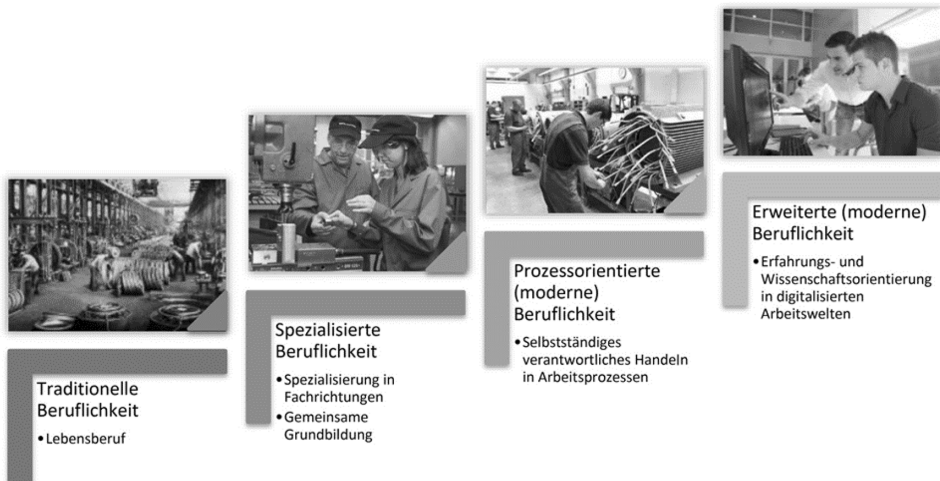 Traditionelle
Beruflichkeit
•Lebensberuf
Spezialisierte
Beruflichkeit
•Spezialisierung in
Fachrichtungen
•Gemeinsame
Grundbildung
Prozessorientierte
(moderne)
Beruflichkeit
•Selbstständiges
verantwortliches Handeln
in Arbeitsprozessen
Erweiterte (moderne)
Beruflichkeit
•Erfahrungs- und
Wissenschaftsorientierung
in digitalisierten
Arbeitswelten